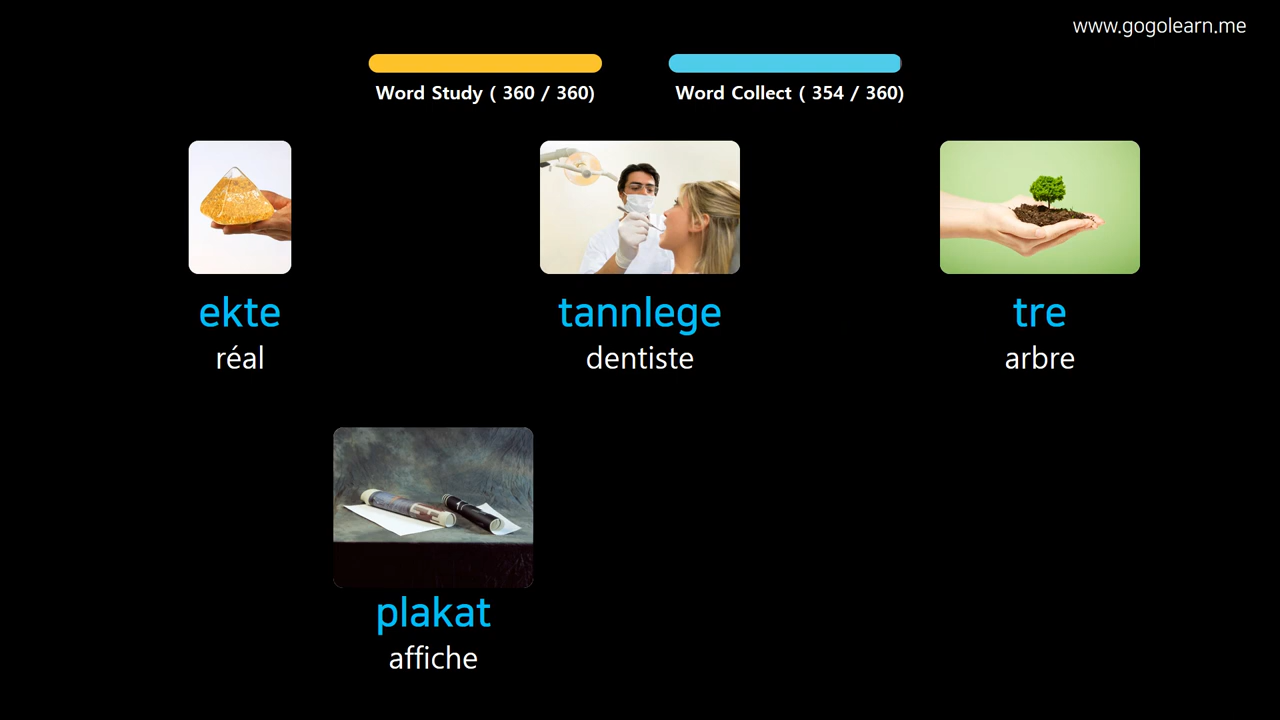 www.gogolearn.me
Word Study ( 360 / 360)
Word Collect ( 354 / 360)
ekte
réal
tannlege
dentiste
tre
arbre
plakat
affiche